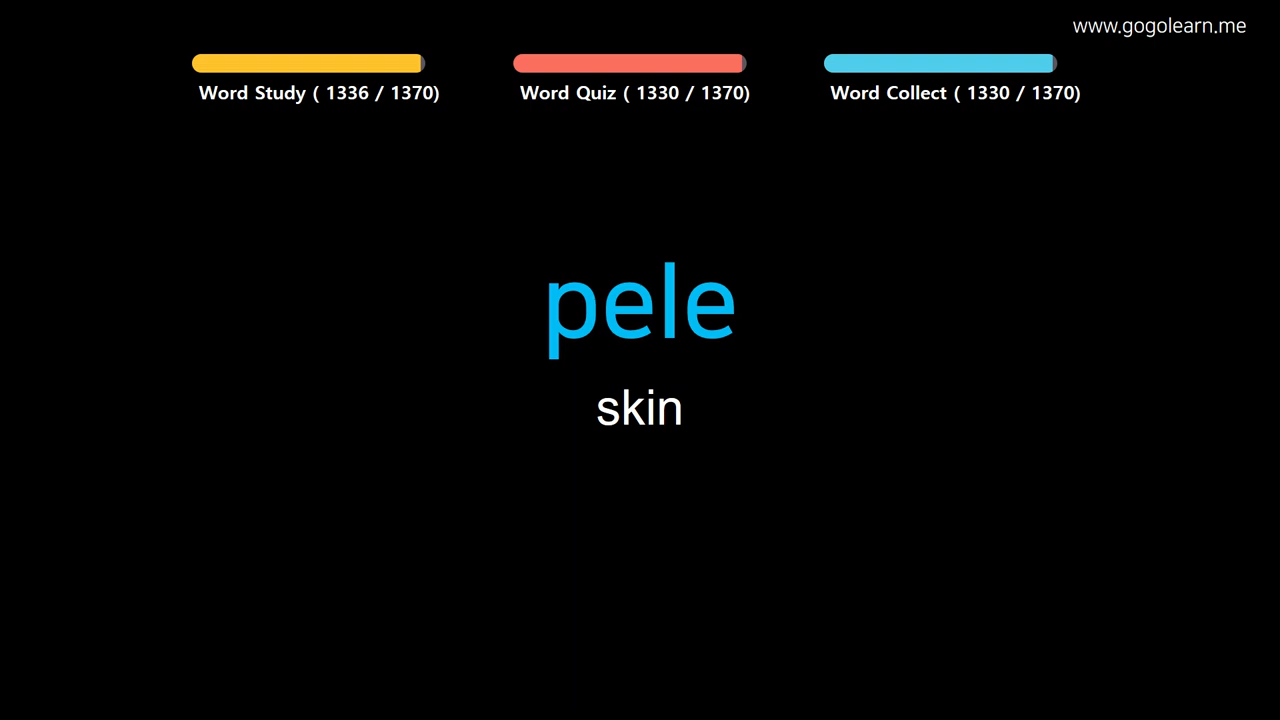 www.gogolearn.me
Word Study ( 1336 / 1370)
Word Quiz ( 1330 / 1370)
Word Collect ( 1330 / 1370)
pele
skin